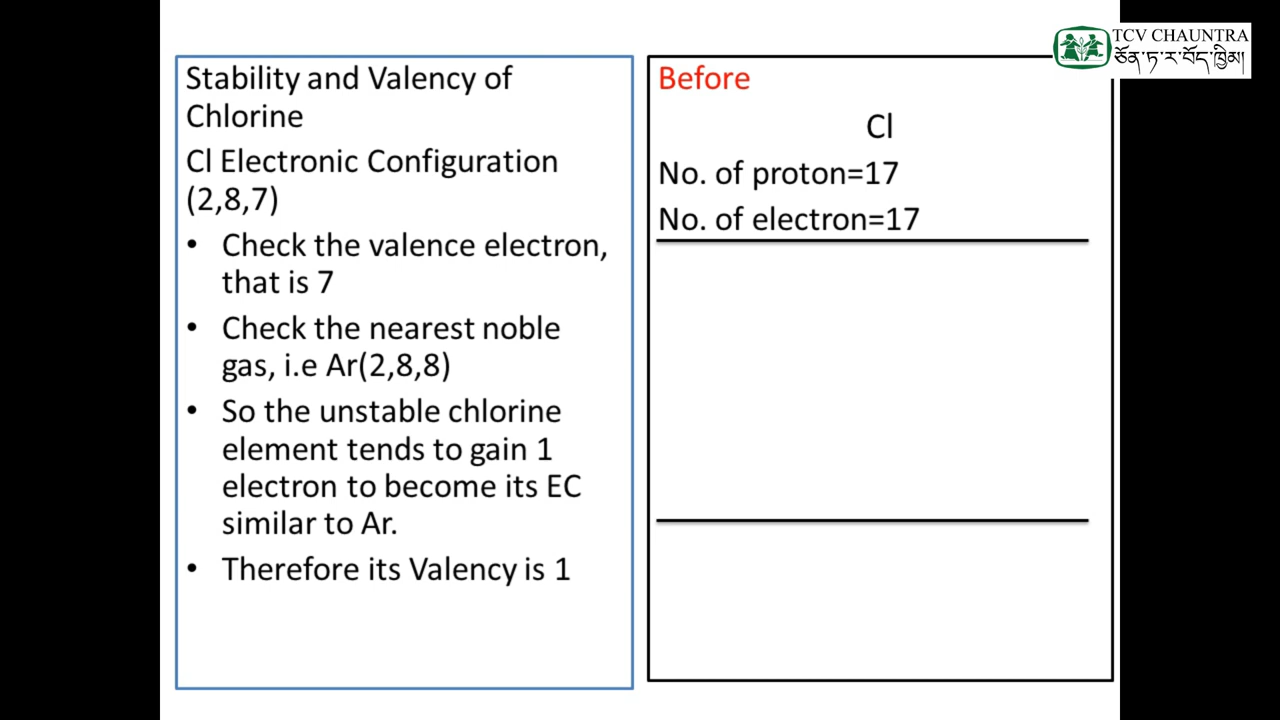 Stability and Valency of
Chlorine
Cl Electronic Configuration
(2,8,7)
• Check the valence electron,
that is 7
• Check the nearest noble
gas, i.e Ar(2,8,8)
• So the unstable chlorine
element tends to gain 1
electron to become its EC
similar to Ar.
• Therefore its Valency is 1
Before
Cl
No. of proton=17
No. of electron=17
TCV CHAUNTRA
ཅོན་ཏ་ར་བོད་ཁྱིམ།